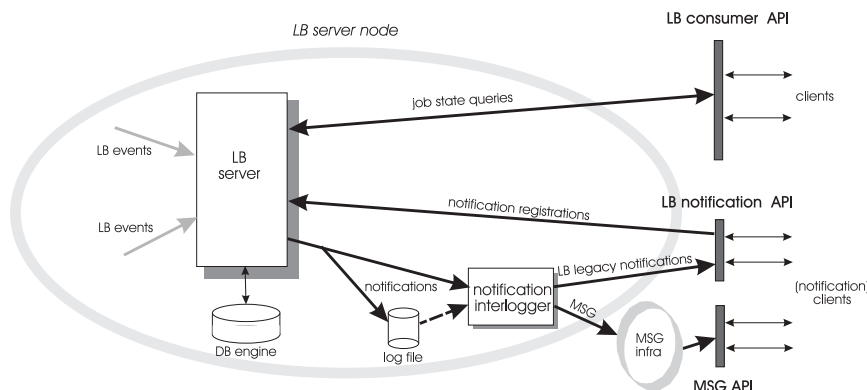 LB consumer API
LB server node
job state queries
clients
LB events
LB
server
notification registrations
LB notification API
LB events
LB legacy notifications
notifications
notification
interlogger
(notification)
clients
MSG
MSG
infra
DB engine
log file
MSG API